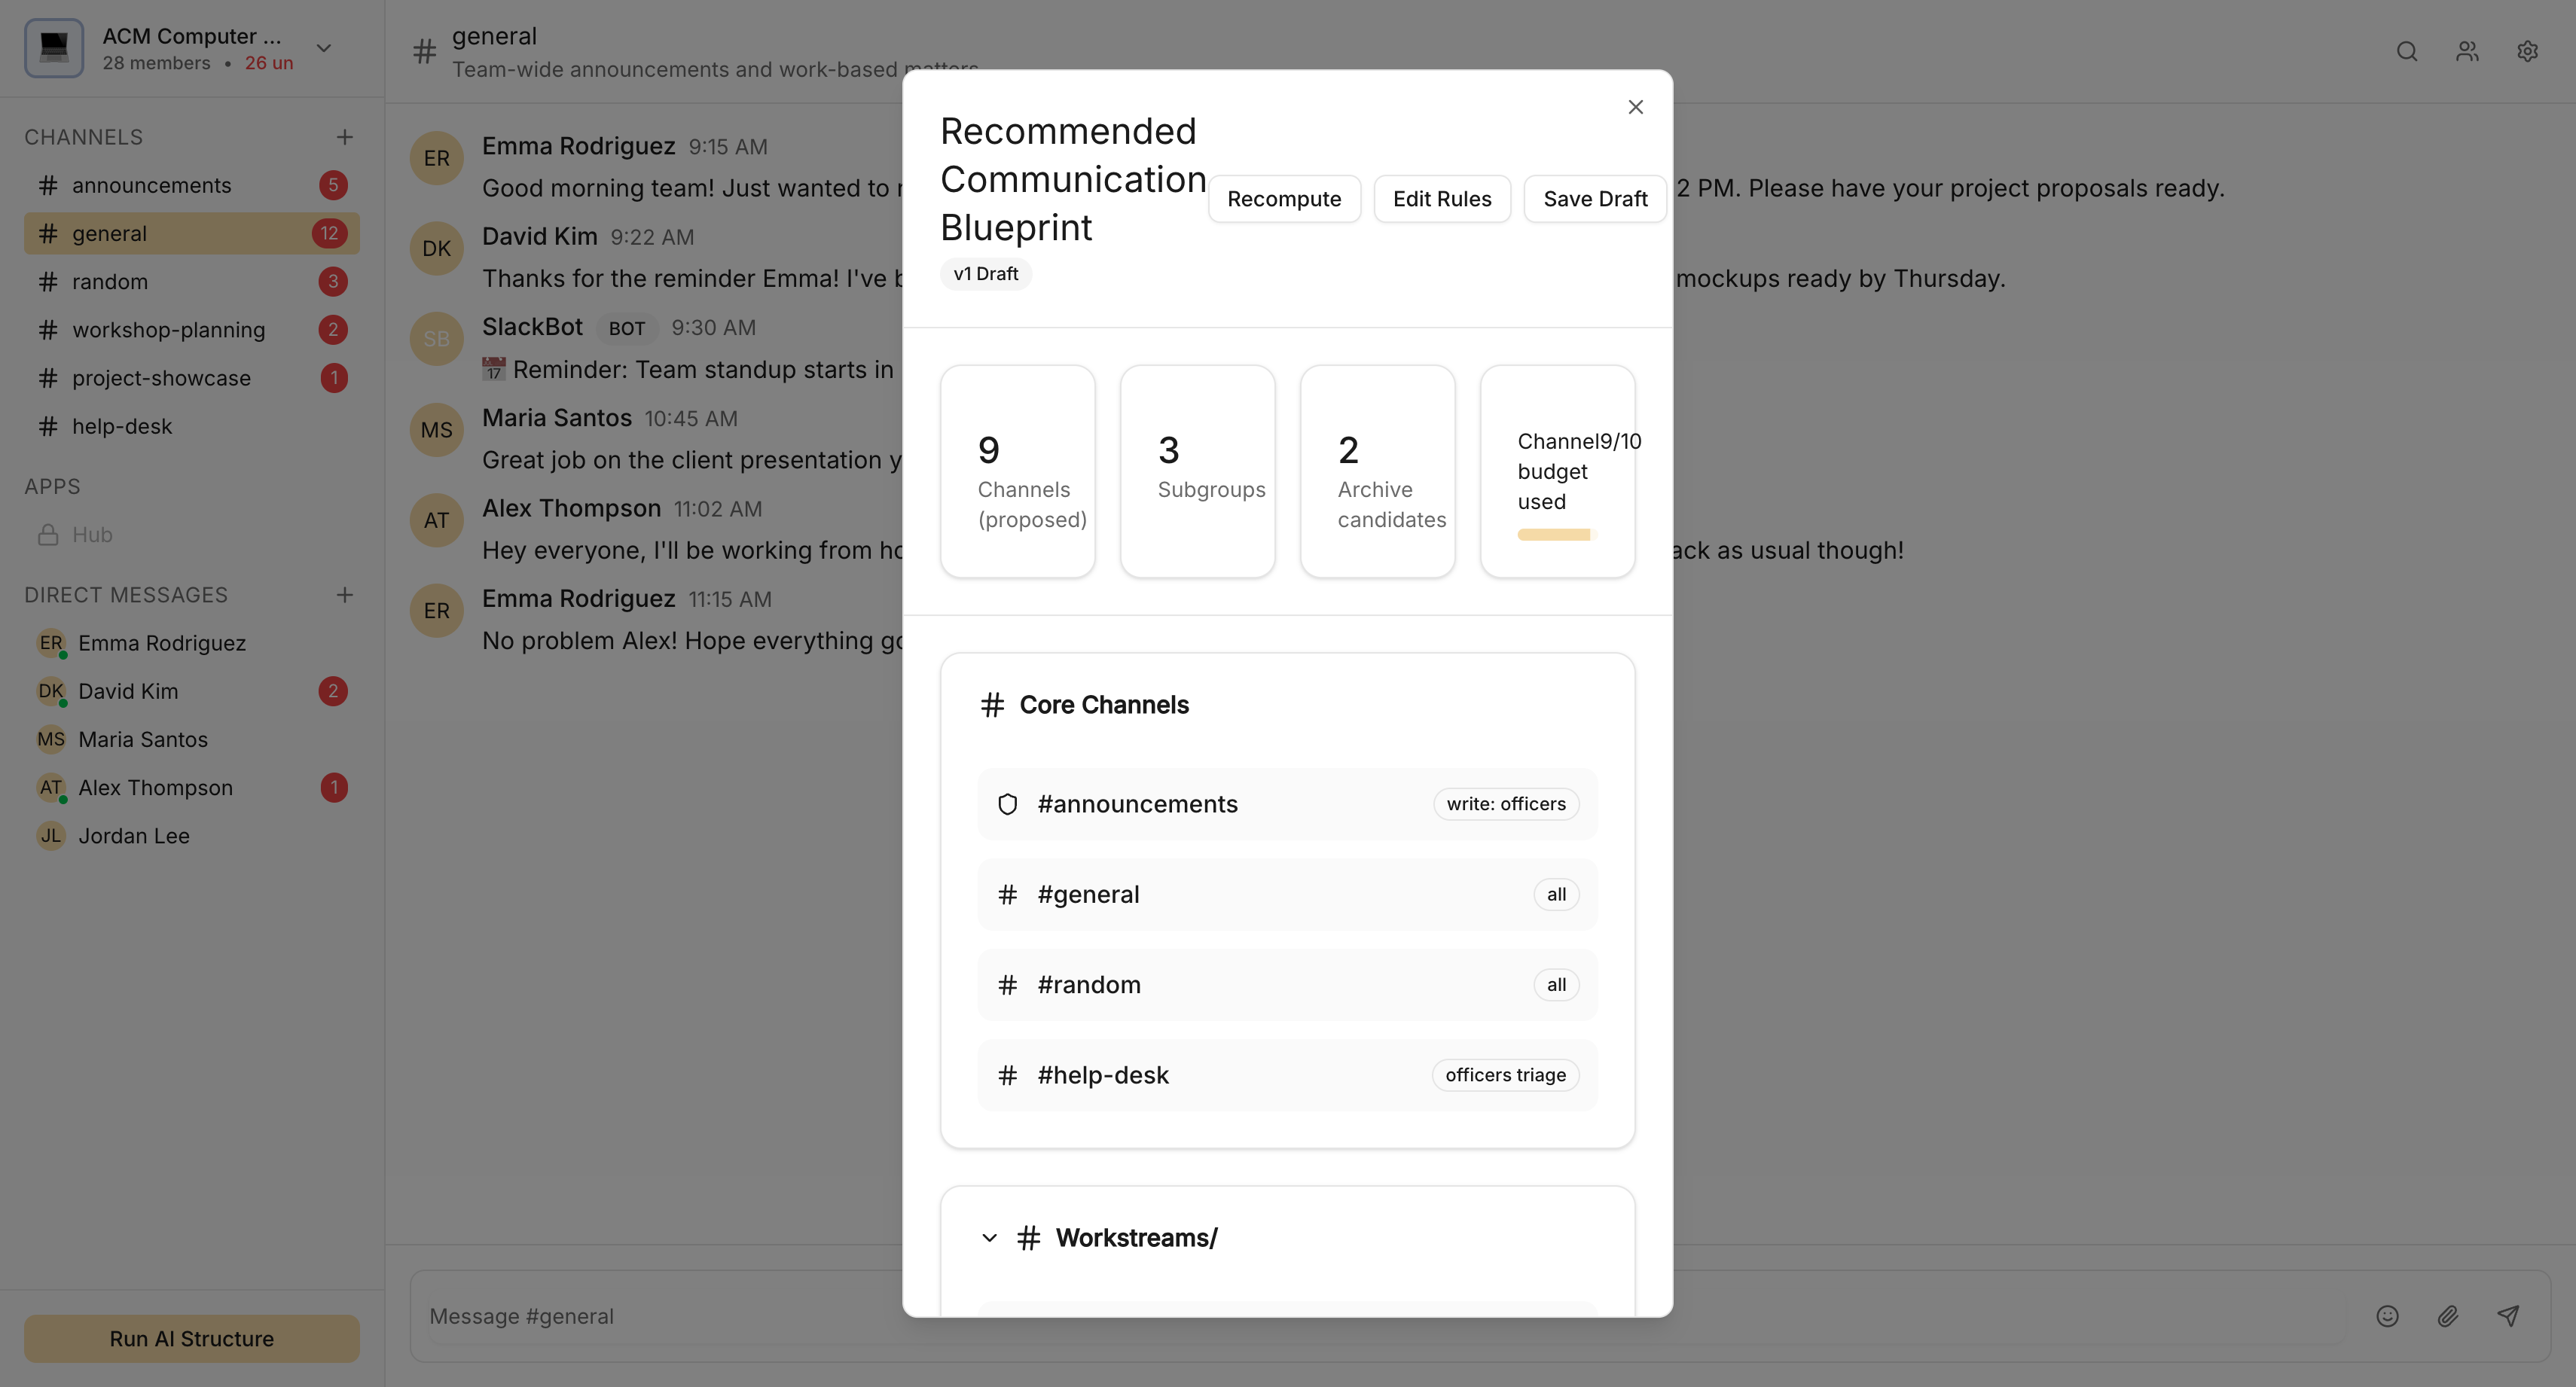 ACM Computer ...
28 members • 26 un
CHANNELS
# announcements 5
# general 12
# random 3
# workshop-planning 2
# project-showcase 1
# help-desk
APPS
Hub
DIRECT MESSAGES
ER Emma Rodriguez
DK David Kim 2
MS Maria Santos
AT Alex Thompson 1
JL Jordan Lee
Run AI Structure
# general
Team-wide announcements and work-based matters
ER Emma Rodriguez 9:15 AM
Good morning team! Just wanted to
2 PM. Please have your project proposals ready.
DK David Kim 9:22 AM
Thanks for the reminder Emma! I've
mockups ready by Thursday.
SB SlackBot BOT 9:30 AM
17 Reminder: Team standup starts in
MS Maria Santos 10:45 AM
Great job on the client presentation
AT Alex Thompson 11:02 AM
Hey everyone, I'll be working from
ack as usual though!
ER Emma Rodriguez 11:15 AM
No problem Alex! Hope everything
Message #general
Recommended
Communication
Blueprint
v1 Draft
Recompute Edit Rules Save Draft
9
Channels
(proposed)
3
Subgroups
2
Archive
candidates
Channel9/10
budget
used
# Core Channels
#announcements write: officers
# #general all
# #random all
# #help-desk officers triage
# Workstreams/